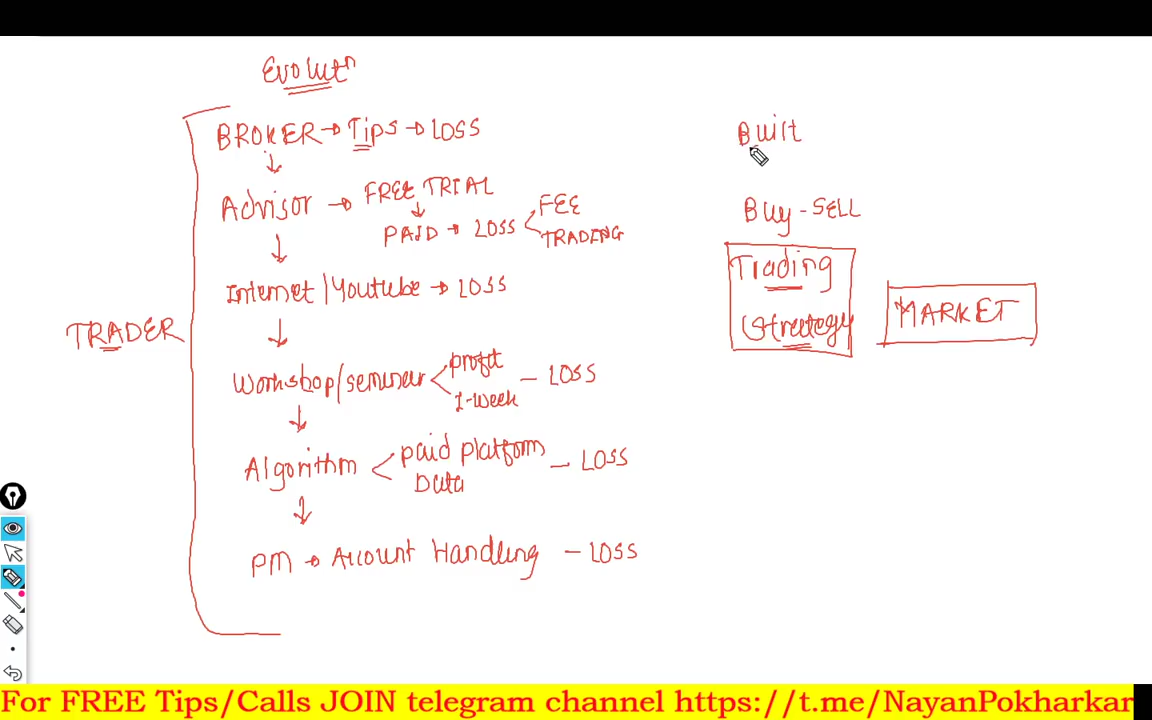 Evolutn
BROKER → Tips → LOSS
Advisor → FREE TRIAL
PAID → LOSS
FEE
TRADING
Internet / Youtube → LOSS
TRADER
Workshop/seminar
profit
1-Week
- LOSS
Algorithm
paid platform
Data
- LOSS
PM → Account Handling - LOSS
Built
Buy - SELL
Trading
Strategy
MARKET
For FREE Tips/Calls JOIN telegram channel https://t.me/NayanPokharkar